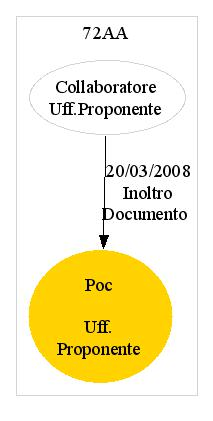 72AA
Collaboratore
Uff.Proponente
20/03/2008
Inoltro
Documento
Poc
Uff.
Proponente